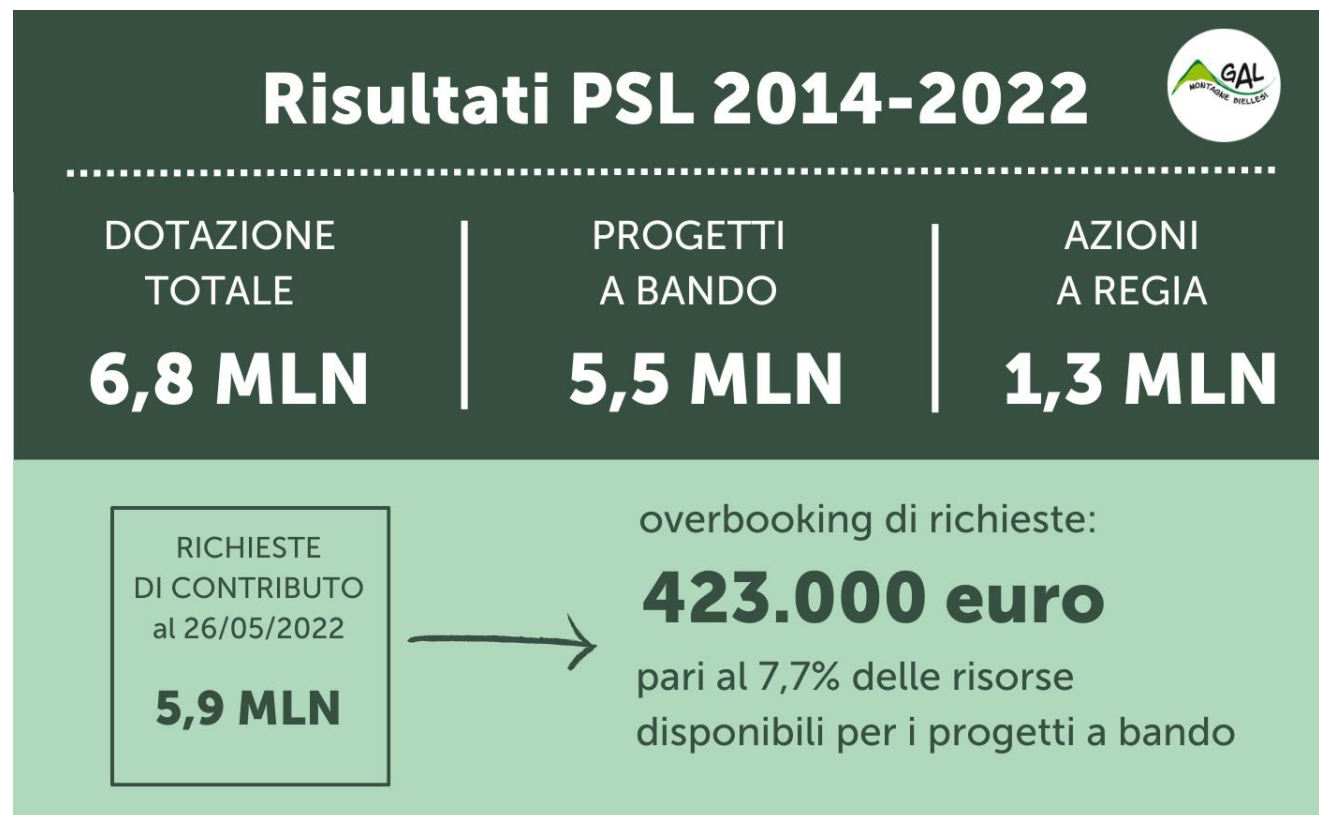 Risultati PSL 2014-2022
GAL
MONTAGNE BIELLESI
DOTAZIONE
TOTALE
6,8 MLN
PROGETTI
A BANDO
5,5 MLN
AZIONI
A REGIA
1,3 MLN
RICHIESTE
DI CONTRIBUTO
al 26/05/2022
5,9 MLN
overbooking di richieste:
423.000 euro
pari al 7,7% delle risorse
disponibili per i progetti a bando